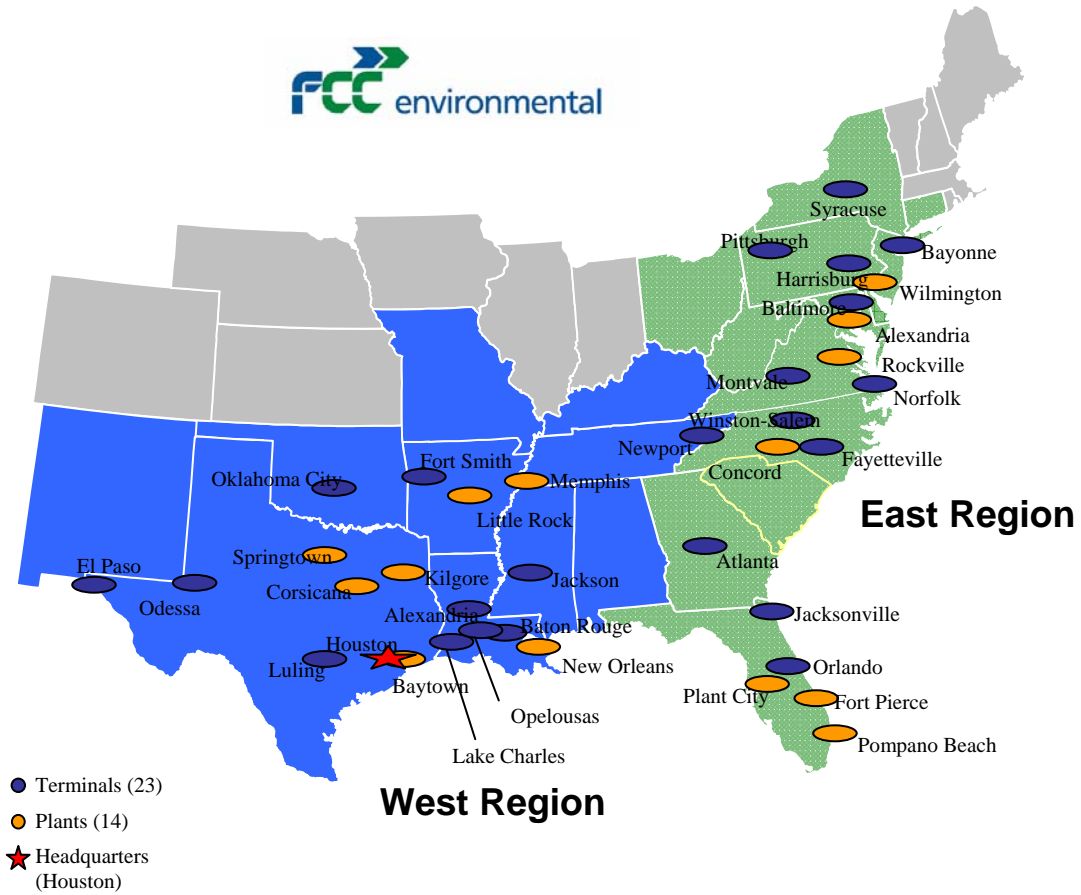 FCC environmental
Syracuse
Pittsburgh
Bayonne
Harrisburg
Wilmington
Baltimore
Alexandria
Rockville
Montvale
Norfolk
Winston-Salem
Newport
Fayetteville
Concord
Fort Smith
Oklahoma City
Memphis
Little Rock
East Region
Springtown
Atlanta
El Paso
Kilgore
Jackson
Corsicana
Odessa
Alexandria
Jacksonville
Baton Rouge
Houston
New Orleans
Orlando
Luling
Baytown
Plant City
Fort Pierce
Opelousas
Pompano Beach
Lake Charles
West Region
Terminals (23)
Plants (14)
Headquarters
(Houston)